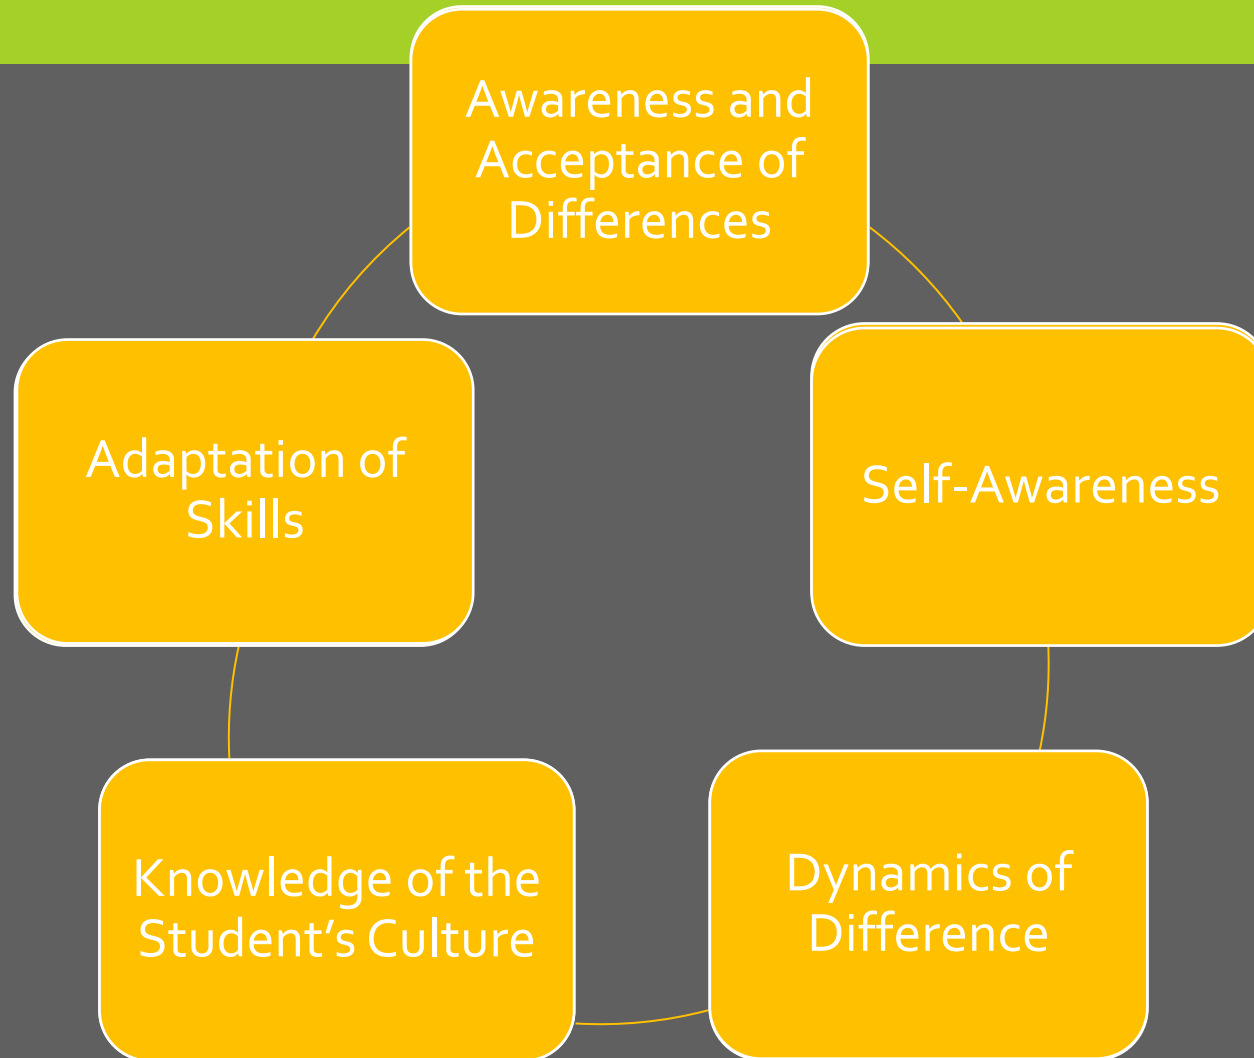 Awareness and
Acceptance of
Differences
Self-Awareness
Dynamics of
Difference
Knowledge of the
Student’s Culture
Adaptation of
Skills